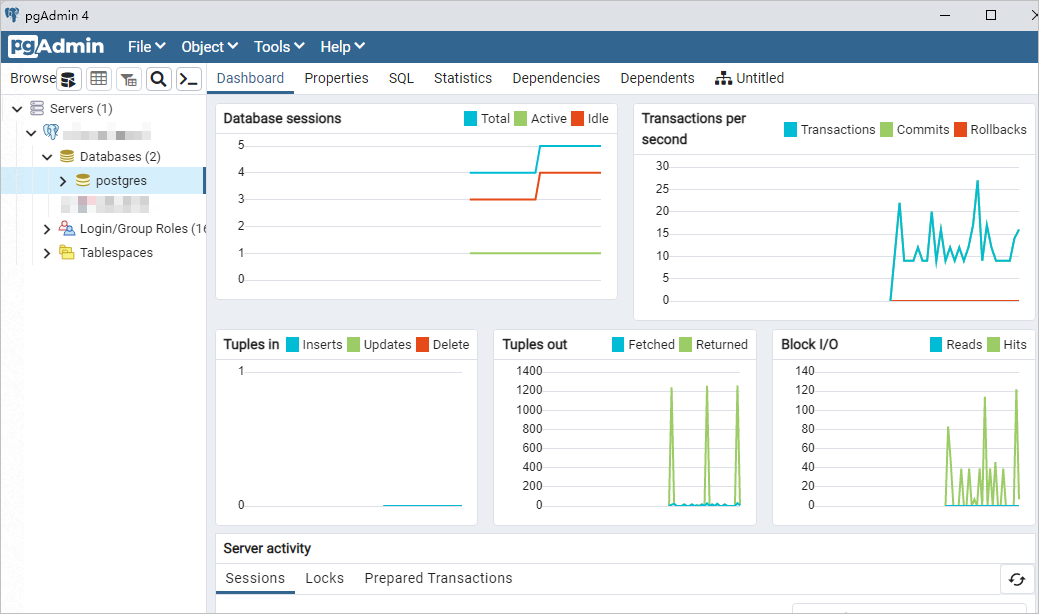 pgAdmin 4
pgAdmin File Object Tools Help
Browse Dashboard Properties SQL Statistics Dependencies Dependents Untitled
Servers (1)
Databases (2)
postgres
Login/Group Roles (16
Tablespaces
Database sessions Total Active Idle
5
4
3
2
1
0
Transactions per second Transactions Commits Rollbacks
30
25
20
15
10
5
0
Tuples in Inserts Updates Delete
1
0
Tuples out Fetched Returned
1400
1200
1000
800
600
400
200
0
Block I/O Reads Hits
140
120
100
80
60
40
20
0
Server activity
Sessions Locks Prepared Transactions